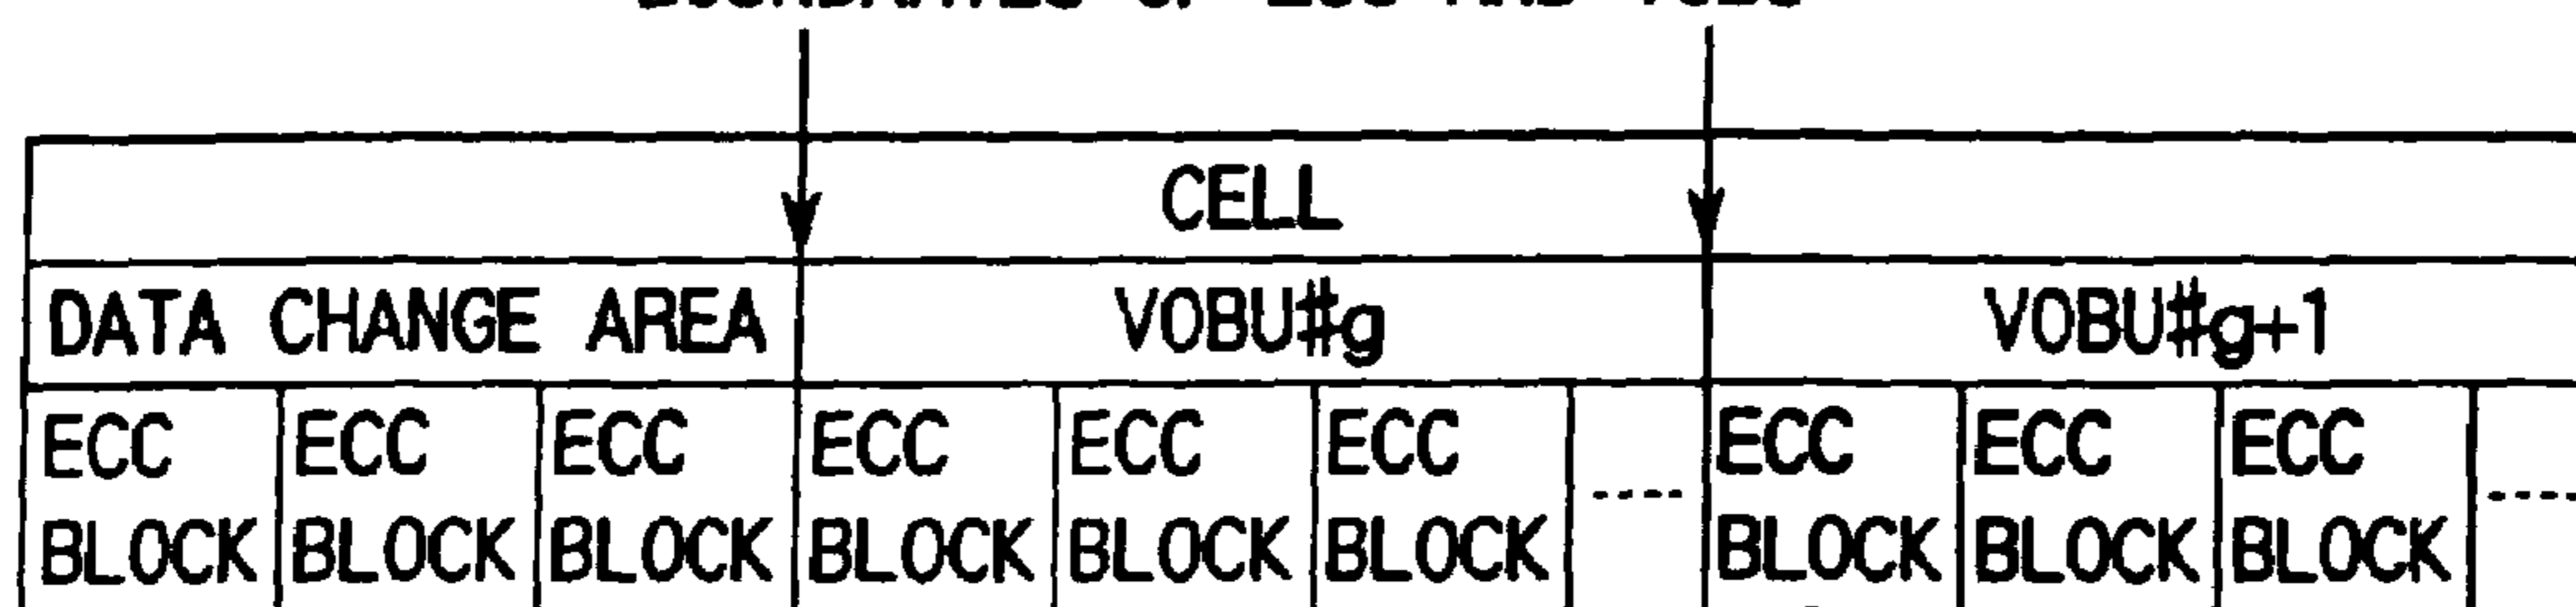 CELL
DATA CHANGE AREA VOBU#g VOBU#g+1
ECC ECC ECC ECC ECC ECC ECC ECC ECC
BLOCK BLOCK BLOCK BLOCK BLOCK BLOCK ----- BLOCK BLOCK BLOCK ----